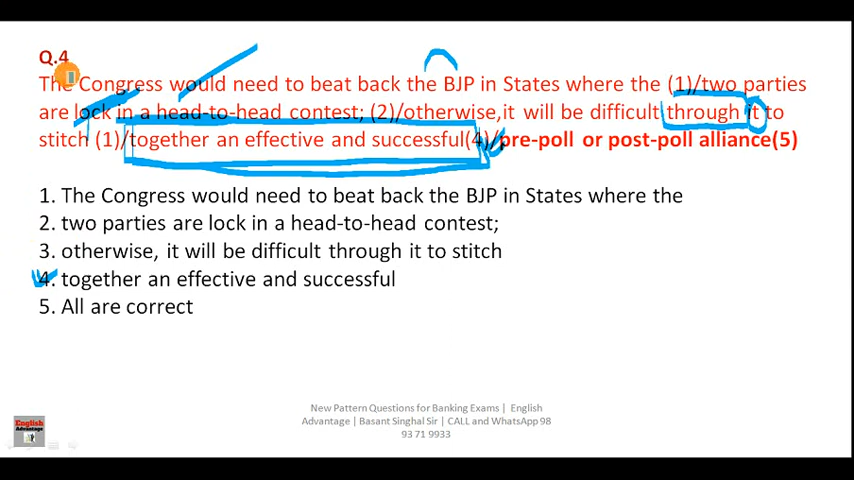 Q.4
The Congress would need to beat back the BJP in States where the (1)/two parties
are lock in a head-to-head contest; (2)/otherwise,it will be difficult through it to
stitch (1)/together an effective and successful(4)/pre-poll or post-poll alliance(5)
1. The Congress would need to beat back the BJP in States where the
2. two parties are lock in a head-to-head contest;
3. otherwise, it will be difficult through it to stitch
4. together an effective and successful
5. All are correct
New Pattern Questions for Banking Exams | English
Advantage | Basant Singhal Sir | CALL and WhatsApp 98
93 71 9933
English
Advantage